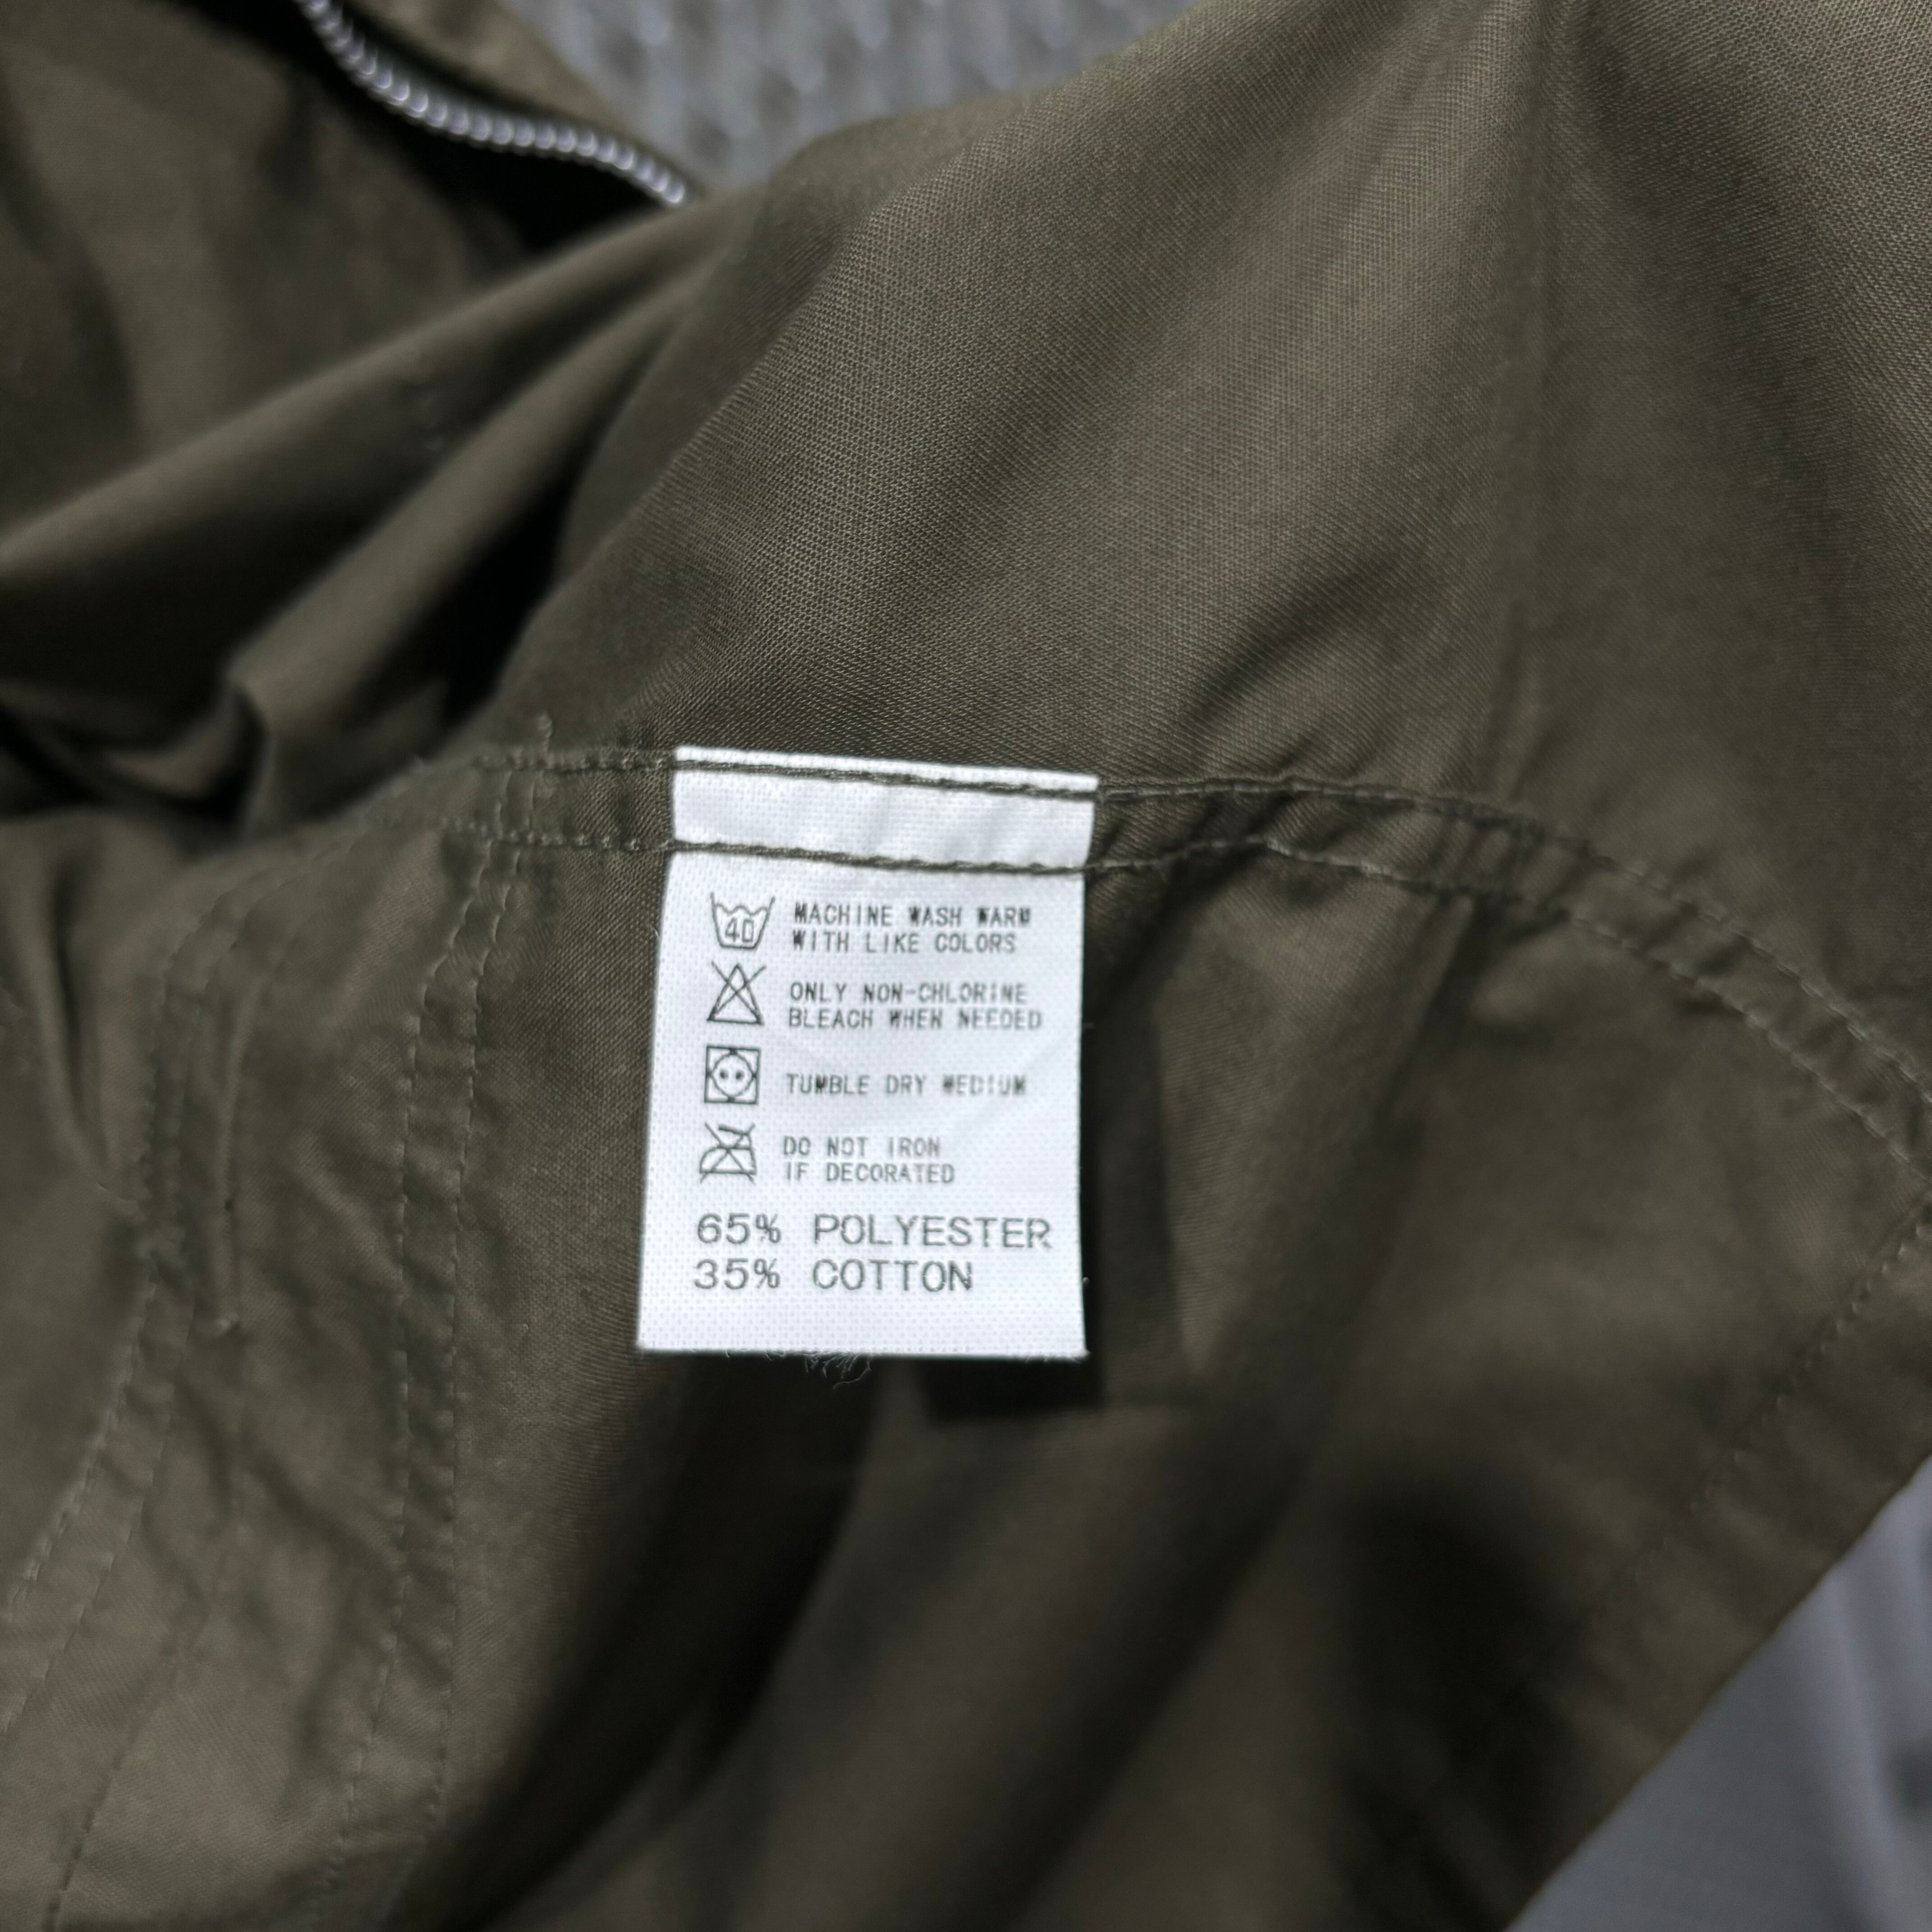 40 MACHINE WASH WARM
WITH LIKE COLORS
ONLY NON-CHLORINE
BLEACH WHEN NEEDED
TUMBLE DRY MEDIUM
DO NOT IRON
IF DECORATED
65% POLYESTER
35% COTTON